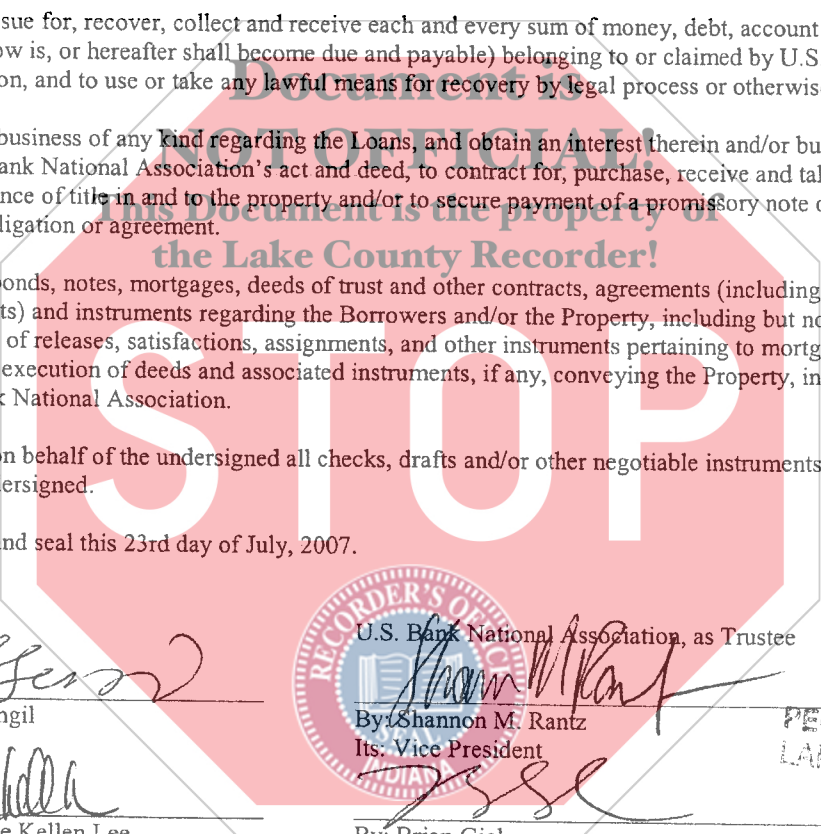 sue for, recover, collect and receive each and every sum of money, debt, account
ow is, or hereafter shall become due and payable) belonging to or claimed by U.S
on, and to use or take any lawful means for recovery by legal process or otherwis
Document is
business of any kind regarding the Loans, and obtain an interest therein and/or bu
NOT OFFICIAL!
ank National Association's act and deed, to contract for, purchase, receive and tal
nce of title in and to the property and/or to secure payment of a promissory note o
This Document is the property of
ligation or agreement.
the Lake County Recorder!
onds, notes, mortgages, deeds of trust and other contracts, agreements (including
ts) and instruments regarding the Borrowers and/or the Property, including but no
of releases, satisfactions, assignments, and other instruments pertaining to mortg
execution of deeds and associated instruments, if any, conveying the Property, in
k National Association.
STOP
on behalf of the undersigned all checks, drafts and/or other negotiable instruments
ersigned.
nd seal this 23rd day of July, 2007.
RECORDER'S OFFICE
SEAL
INDIANA
U.S. Bank National Association, as Trustee
ngil
By: Shannon M. Rantz
Its: Vice President
PE
LA
e Kellen Lee
By: Brian Giel